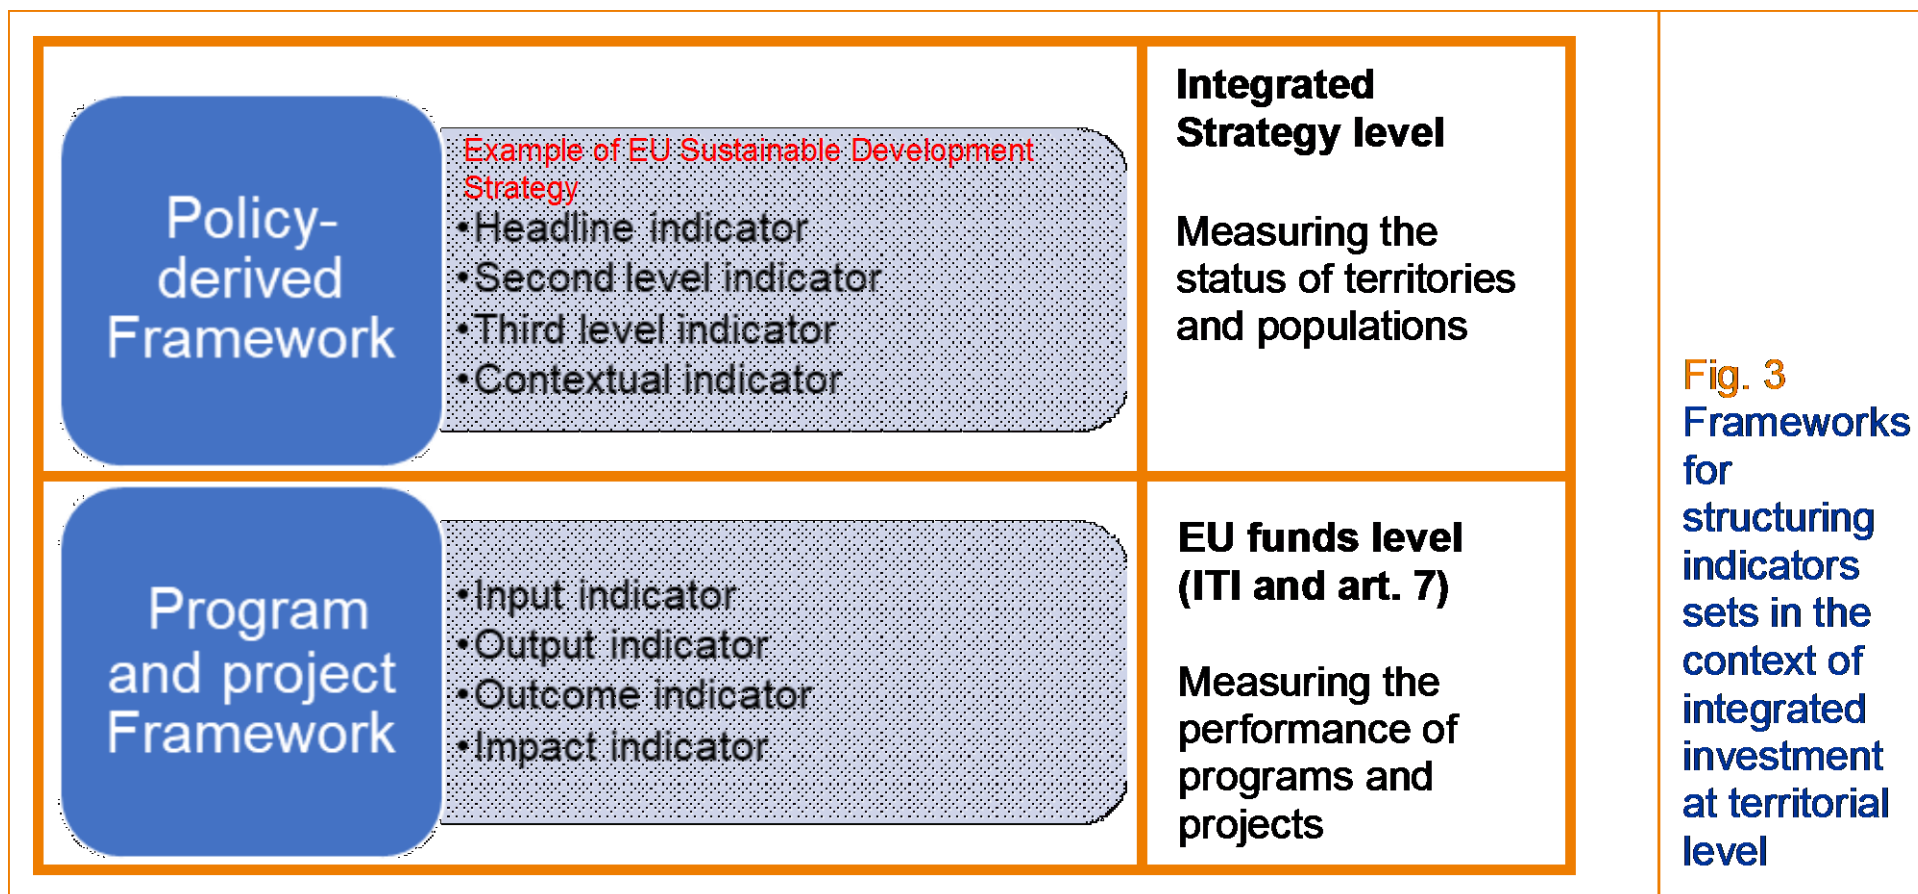 Policy-
derived
Framework
Example of EU Sustainable Development
Strategy
•Headline indicator
•Second level indicator
•Third level indicator
•Contextual indicator
Integrated
Strategy level
Measuring the
status of territories
and populations
Program
and project
Framework
•Input indicator
•Output indicator
•Outcome indicator
•Impact indicator
EU funds level
(ITI and art. 7)
Measuring the
performance of
programs and
projects
Fig. 3
Frameworks
for
structuring
indicators
sets in the
context of
integrated
investment
at territorial
level